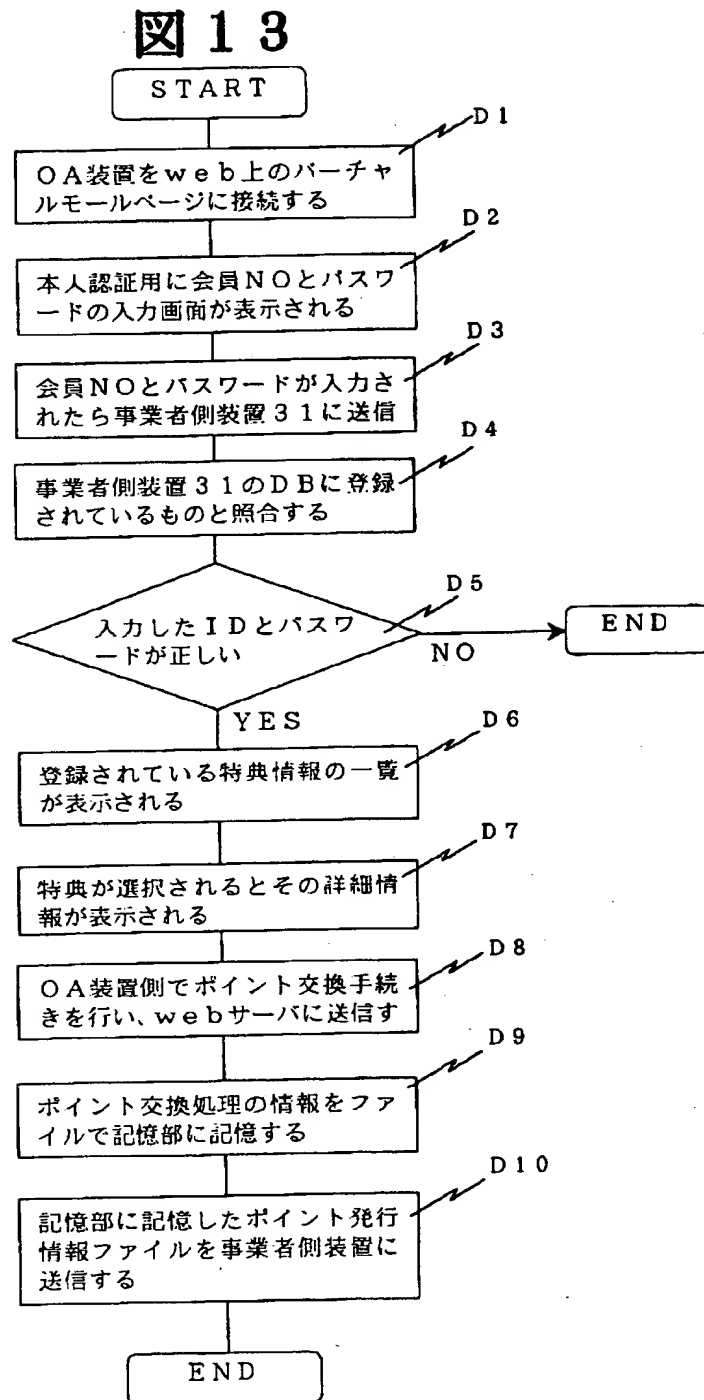 図１３
START
D1
OA装置をweb上のバーチャ
ルモールページに接続する
D2
本人認証用に会員NOとパスワ
ードの入力画面が表示される
D3
会員NOとパスワードが入力さ
れたら事業者側装置31に送信
D4
事業者側装置31のDBに登録
されているものと照合する
D5
入力したIDとパスワ
ードが正しい
NO
END
YES
D6
登録されている特典情報の一覧
が表示される
D7
特典が選択されるとその詳細情
報が表示される
D8
OA装置側でポイント交換手続
きを行い、webサーバに送信す
D9
ポイント交換処理の情報をファ
イルで記憶部に記憶する
D10
記憶部に記憶したポイント発行
情報ファイルを事業者側装置に
送信する
END